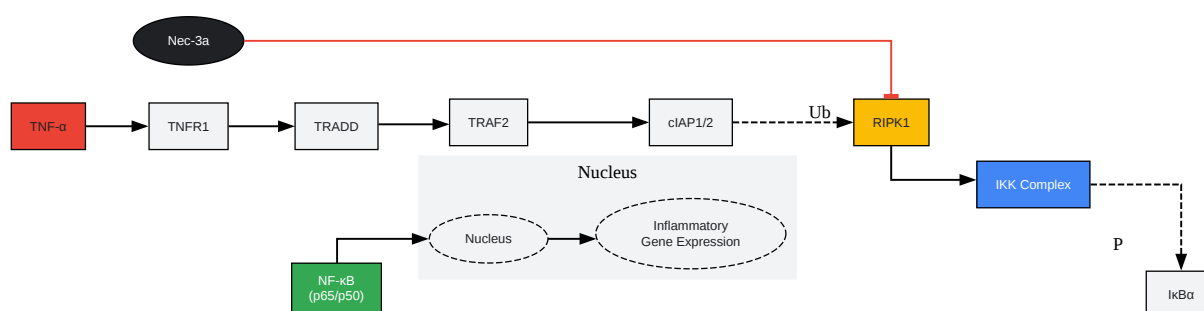 Nec-3a
TNF-α
TNFR1
TRADD
TRAF2
cIAP1/2
Ub
RIPK1
Nucleus
IKK Complex
Nucleus
Inflammatory
Gene Expression
P
NF-κB
(p65/p50)
IκBα